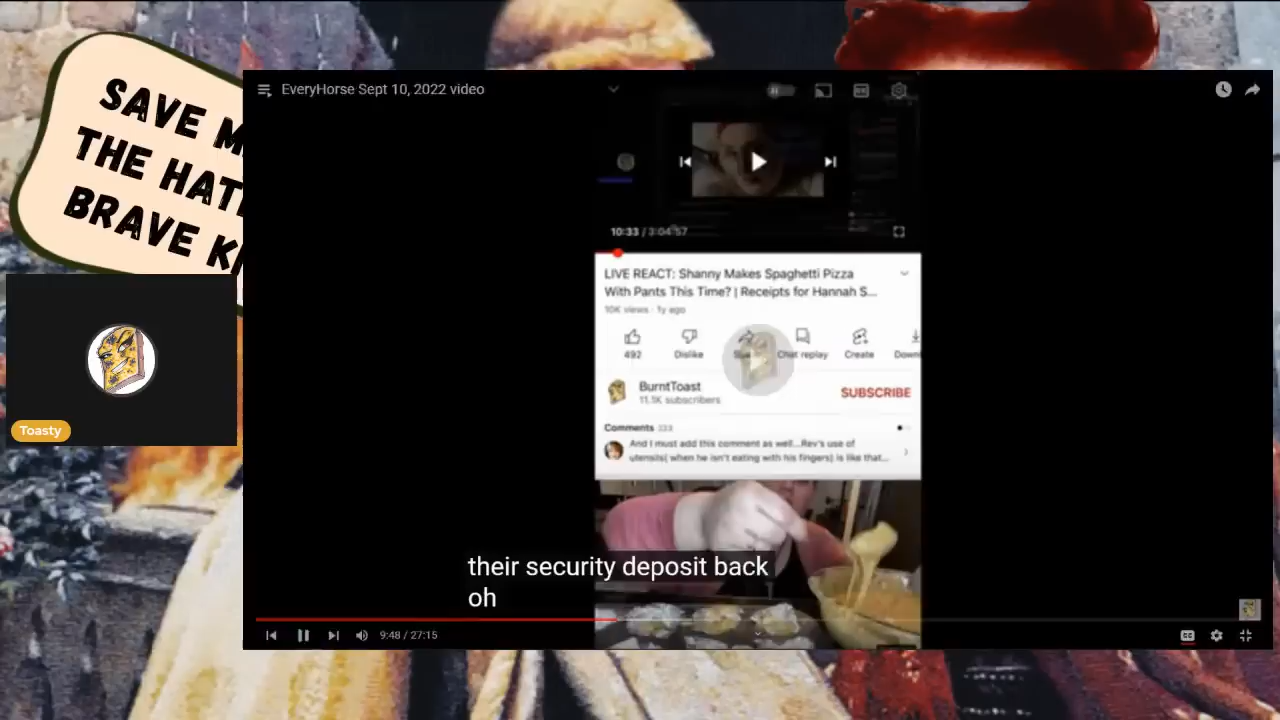 SAVE M
THE HAT
BRAVE K
Toasty
EveryHorse Sept 10, 2022 video
10:33 / 3:04:57
LIVE REACT: Shanny Makes Spaghetti Pizza
With Pants This Time? | Receipts for Hannah S...
10K views · 1y ago
492
Dislike
Chat replay
Create
Down
BurntToast
11.1K subscribers
SUBSCRIBE
Comments 333
And I must add this comment as well...Rev's use of
utensils( when he isn't eating with his fingers) is like that...
their security deposit back
oh
9:48 / 27:15